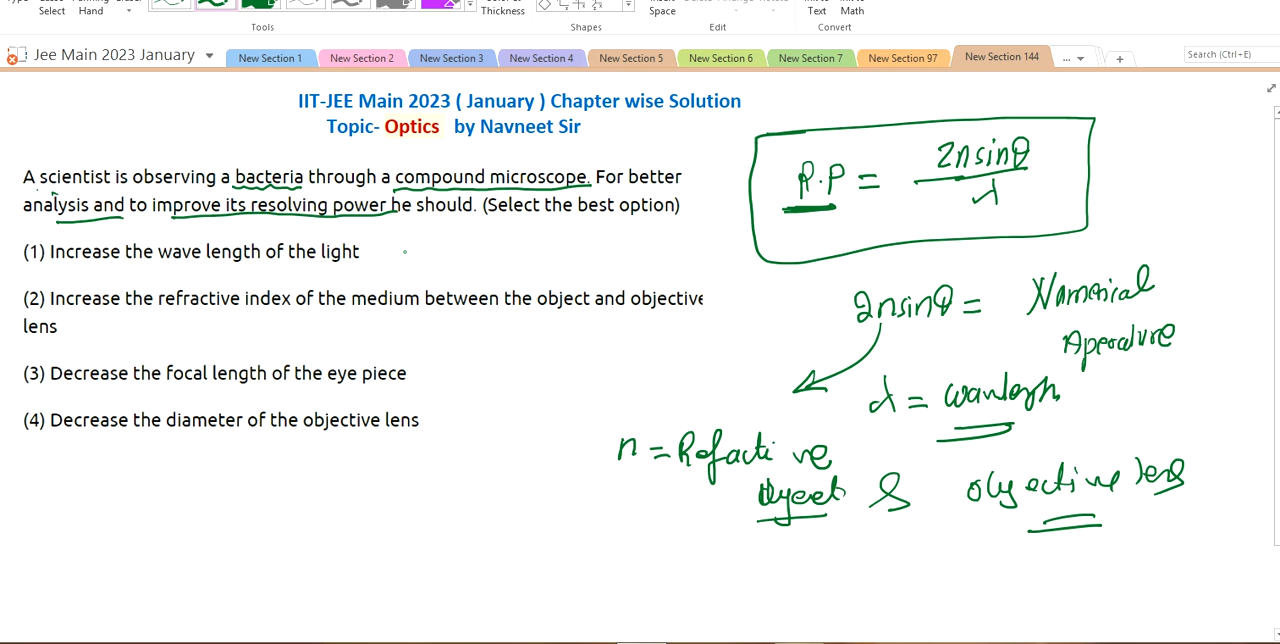 Select
Hand
Thickness
Space
Text
Math
Tools
Shapes
Edit
Convert
Jee Main 2023 January
New Section 1
New Section 2
New Section 3
New Section 4
New Section 5
New Section 6
New Section 7
New Section 97
New Section 144
...
+
Search (Ctrl+E)
IIT-JEE Main 2023 ( January ) Chapter wise Solution
Topic- Optics by Navneet Sir
A scientist is observing a bacteria through a compound microscope. For better
analysis and to improve its resolving power he should. (Select the best option)
(1) Increase the wave length of the light
(2) Increase the refractive index of the medium between the object and objective
lens
(3) Decrease the focal length of the eye piece
(4) Decrease the diameter of the objective lens
R.P = 2n sinθ / λ
2n sinθ = Numerical
λ =
n = Refacti ve
& objective lens